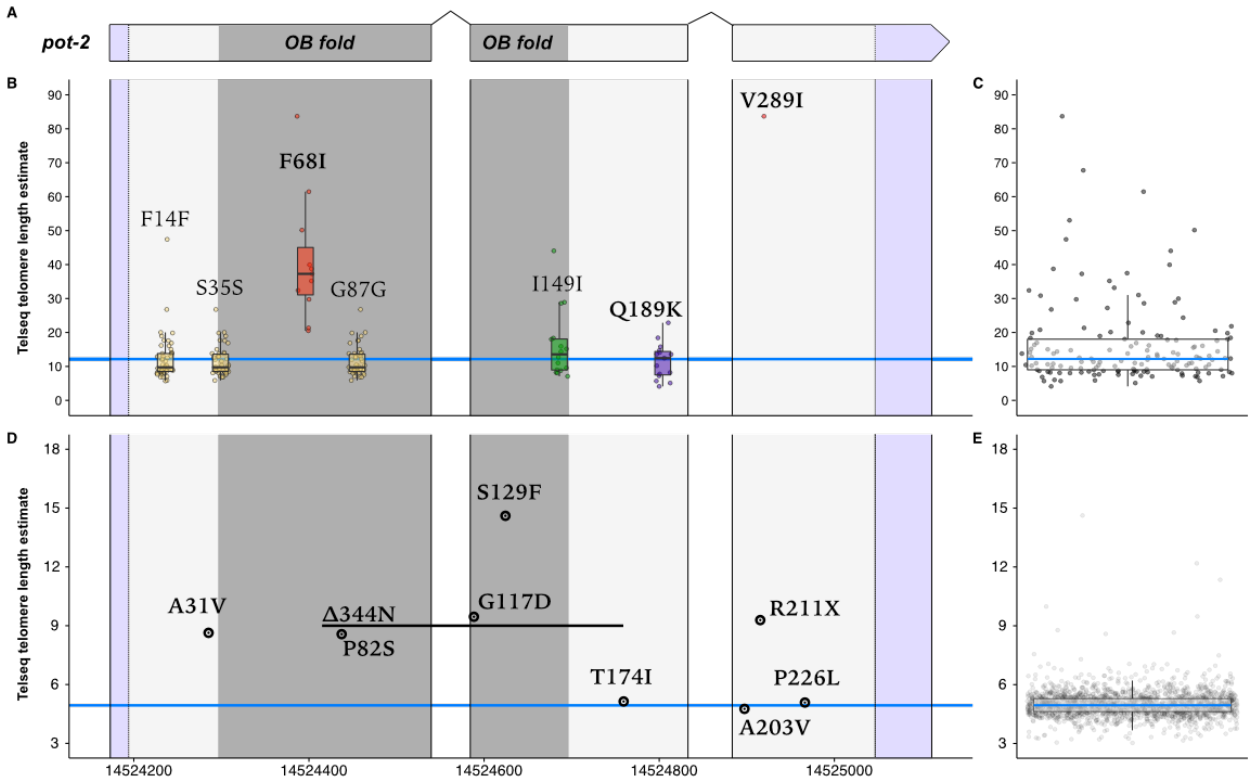 A
pot-2
OB fold
OB fold
B
C
Telseq telomere length estimate
90
80
70
60
50
40
30
20
10
0
F14F
S35S
F68I
G87G
I149I
Q189K
V289I
90
80
70
60
50
40
30
20
10
0
D
E
Telseq telomere length estimate
18
15
12
9
6
3
A31V
Δ344N
P82S
S129F
G117D
T174I
R211X
P226L
A203V
18
15
12
9
6
3
14524200
14524400
14524600
14524800
14525000